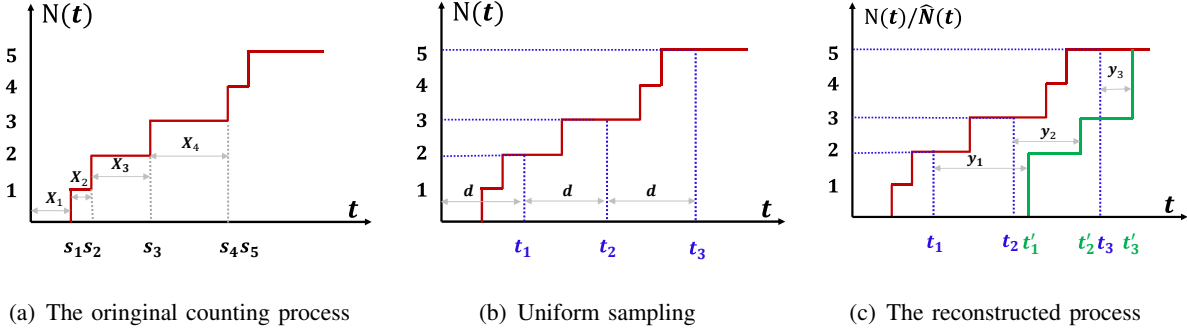 N(t)
5
4
3
2
1
X₁
X₂
X₃
X₄
t
s₁s₂ s₃ s₄s₅
(a) The oringinal counting process
N(t)
5
4
3
2
1
d d d
t
t₁ t₂ t₃
(b) Uniform sampling
N(t)/N̂(t)
5
4
3
2
1
y₁
y₂
y₃
t
t₁ t₂ t′₁ t′₂ t₃ t′₃
(c) The reconstructed process